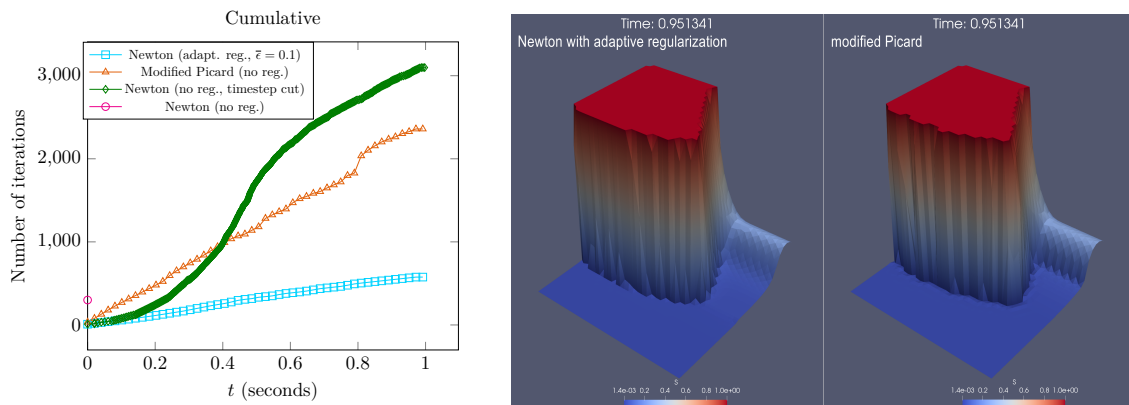 Cumulative
Number of iterations
3,000
2,000
1,000
0
0
0.2
0.4
0.6
0.8
1
t (seconds)
Newton (adapt. reg., ε̄ = 0.1)
Modified Picard (no reg.)
Newton (no reg., timestep cut)
Newton (no reg.)
Time: 0.951341
Newton with adaptive regularization
S
1.4e-03 0.2 0.4 0.6 0.8 1.0e+00
Time: 0.951341
modified Picard
S
1.4e-03 0.2 0.4 0.6 0.8 1.0e+00